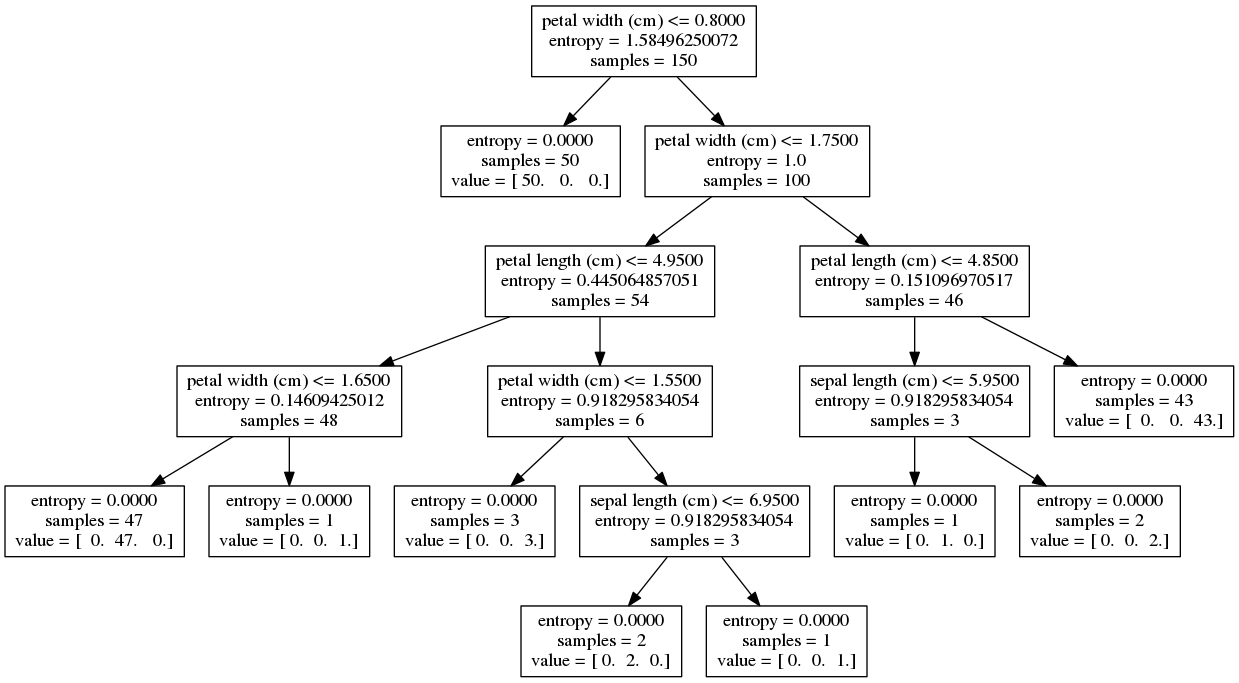 petal width (cm) <= 0.8000
entropy = 1.58496250072
samples = 150
entropy = 0.0000
samples = 50
value = [ 50.   0.   0.]
petal width (cm) <= 1.7500
entropy = 1.0
samples = 100
petal length (cm) <= 4.9500
entropy = 0.445064857051
samples = 54
petal length (cm) <= 4.8500
entropy = 0.151096970517
samples = 46
petal width (cm) <= 1.6500
entropy = 0.14609425012
samples = 48
petal width (cm) <= 1.5500
entropy = 0.918295834054
samples = 6
sepal length (cm) <= 5.9500
entropy = 0.918295834054
samples = 3
entropy = 0.0000
samples = 43
value = [  0.   0.  43.]
entropy = 0.0000
samples = 47
value = [  0.  47.   0.]
entropy = 0.0000
samples = 1
value = [ 0.  0.  1.]
entropy = 0.0000
samples = 3
value = [ 0.  0.  3.]
sepal length (cm) <= 6.9500
entropy = 0.918295834054
samples = 3
entropy = 0.0000
samples = 1
value = [ 0.  1.  0.]
entropy = 0.0000
samples = 2
value = [ 0.  0.  2.]
entropy = 0.0000
samples = 2
value = [ 0.  2.  0.]
entropy = 0.0000
samples = 1
value = [ 0.  0.  1.]